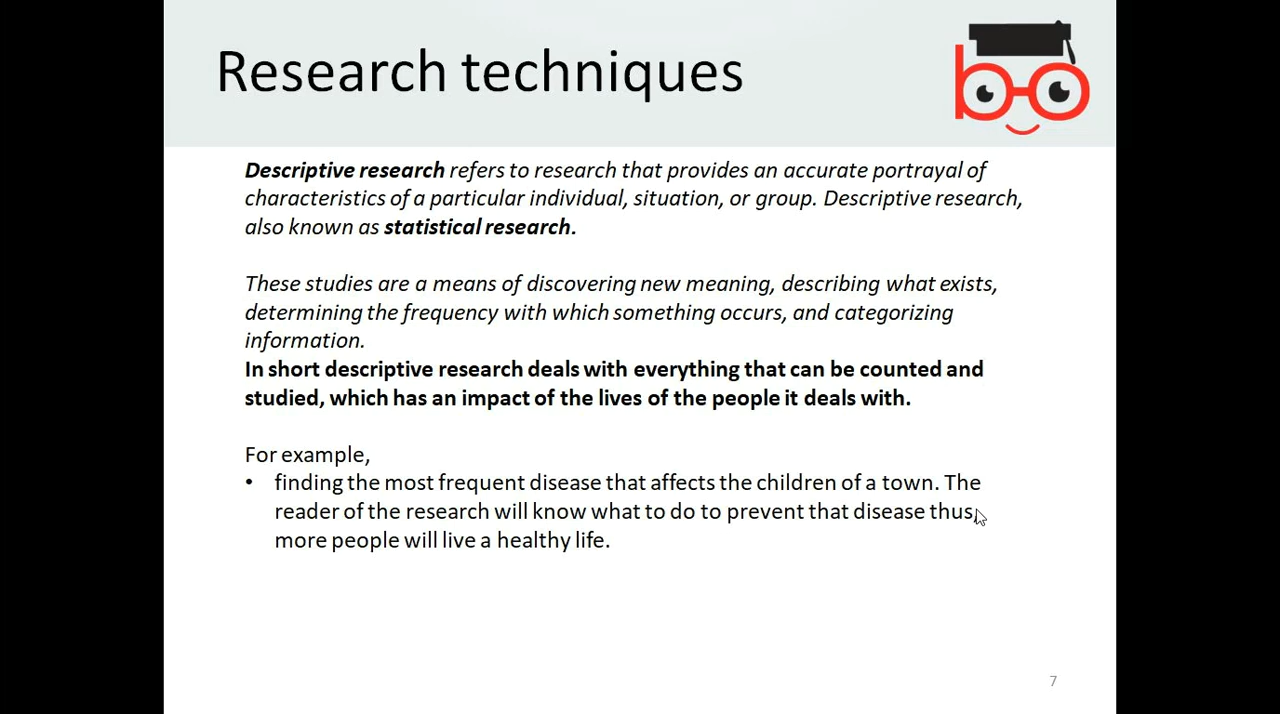 Research techniques
Descriptive research refers to research that provides an accurate portrayal of
characteristics of a particular individual, situation, or group. Descriptive research,
also known as statistical research.
These studies are a means of discovering new meaning, describing what exists,
determining the frequency with which something occurs, and categorizing
information.
In short descriptive research deals with everything that can be counted and
studied, which has an impact of the lives of the people it deals with.
For example,
• finding the most frequent disease that affects the children of a town. The
reader of the research will know what to do to prevent that disease thus,
more people will live a healthy life.
7